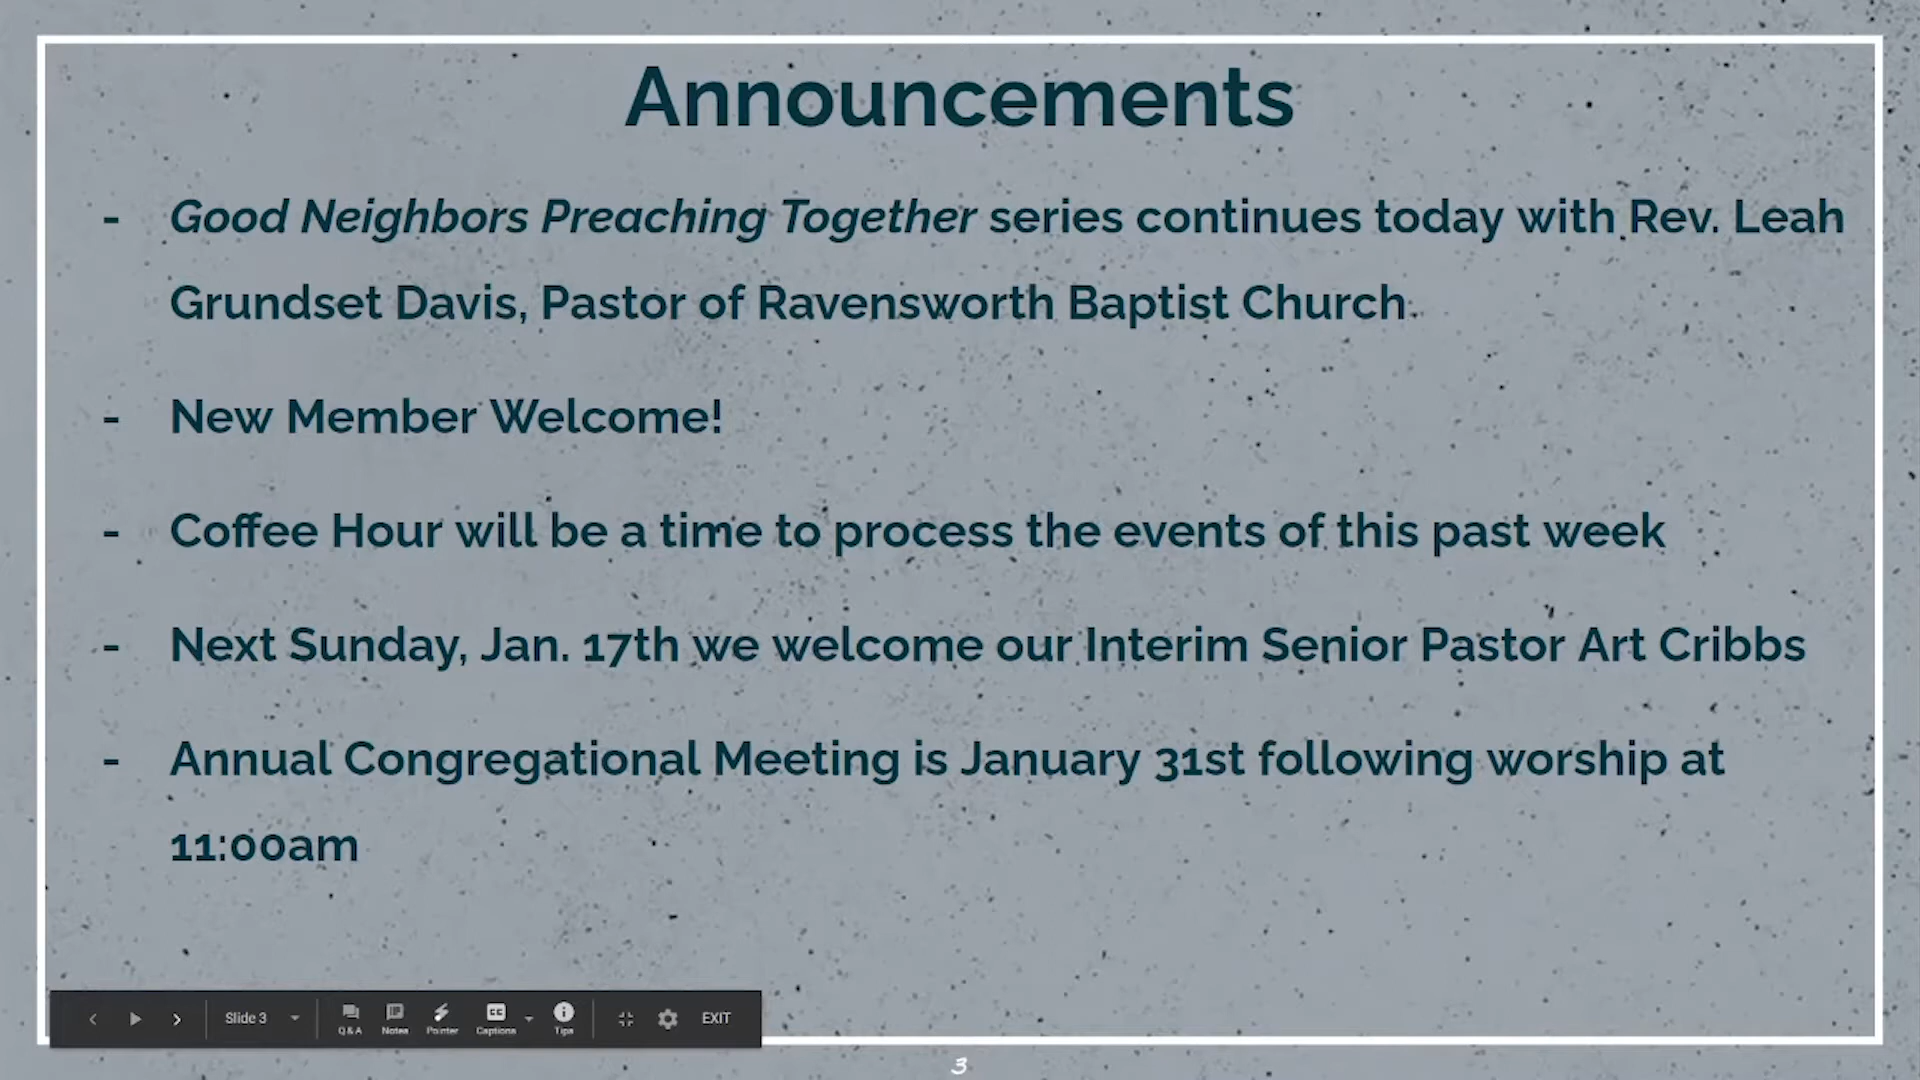 Announcements
- Good Neighbors Preaching Together series continues today with Rev. Leah
Grundset Davis, Pastor of Ravensworth Baptist Church
- New Member Welcome!
- Coffee Hour will be a time to process the events of this past week
- Next Sunday, Jan. 17th we welcome our Interim Senior Pastor Art Cribbs
- Annual Congregational Meeting is January 31st following worship at
11:00am
Slide 3
Q&A Notes Pointer Captions Tips
EXIT
3